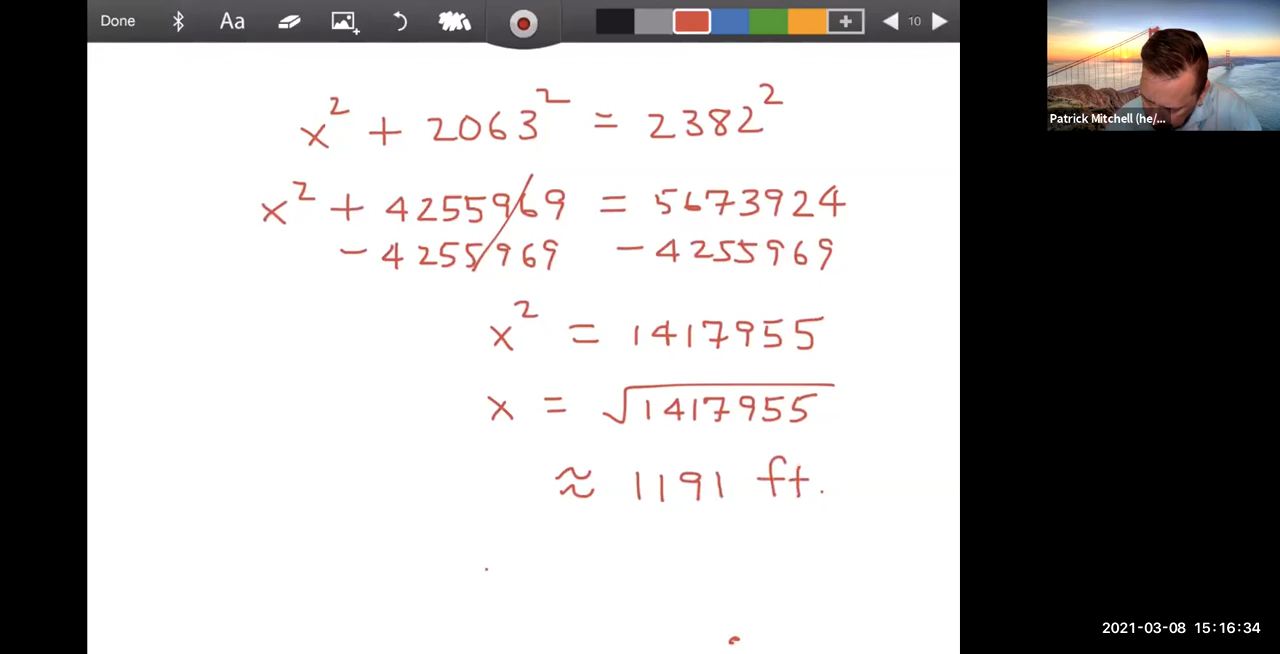 Done Aa 10
x² + 2063² = 2382²
x² + 4255969 = 5673924
- 4255969 - 4255969
x² = 1417955
x = √1417955
≈ 1191 ft.
Patrick Mitchell (he/...
2021-03-08 15:16:34